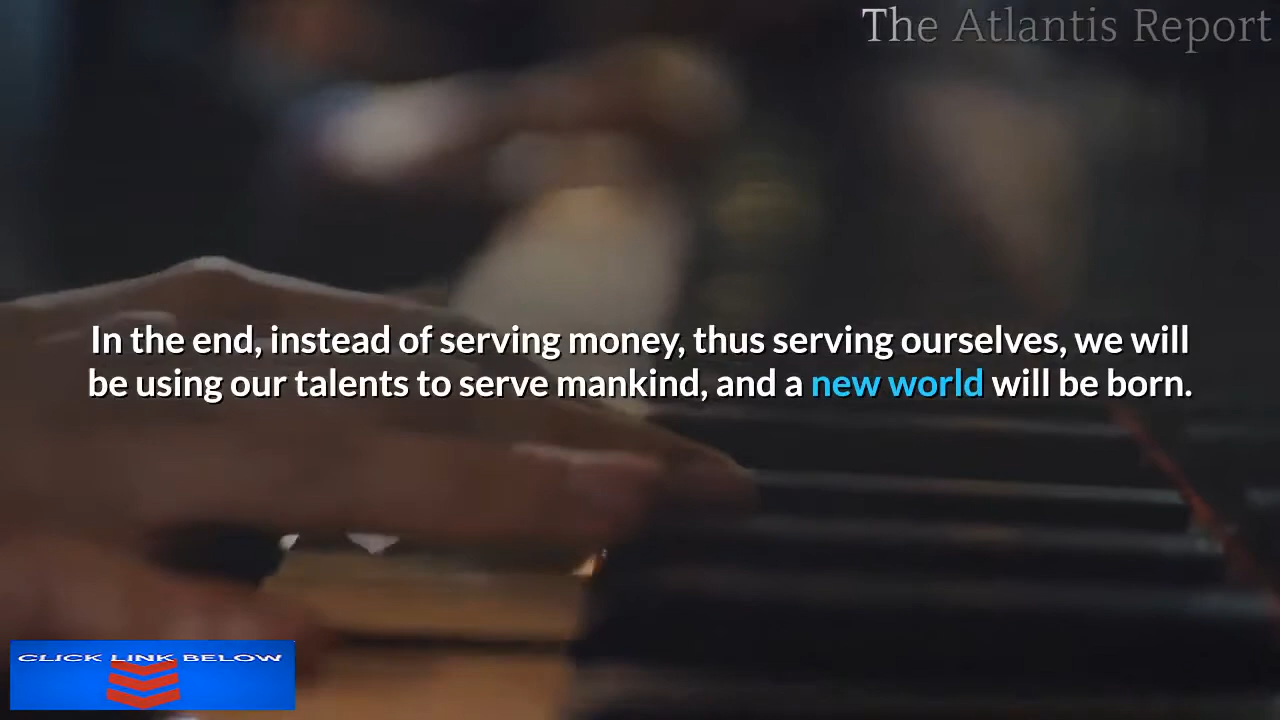 The Atlantis Report
In the end, instead of serving money, thus serving ourselves, we will
be using our talents to serve mankind, and a new world will be born.
CLICK LINK BELOW